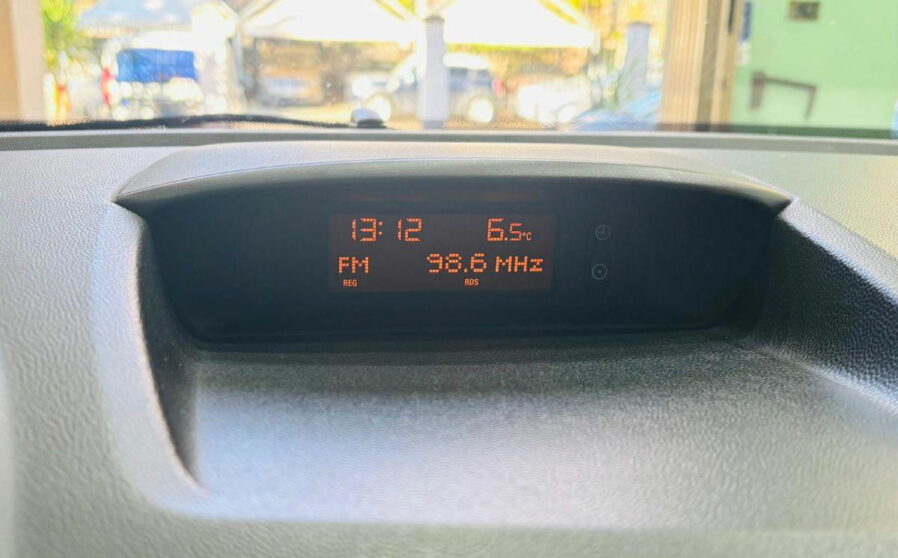 13:12 6.5°C
FM 98.6 MHz
REG RDS